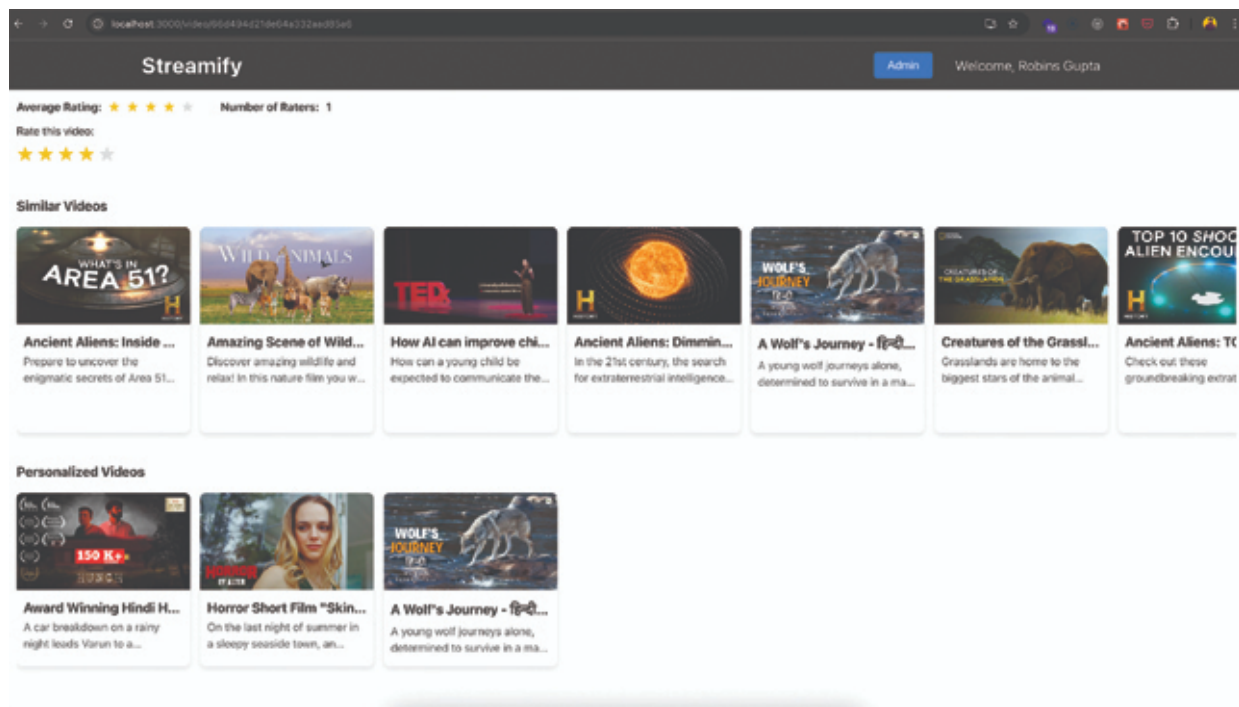 localhost:3000/video/
Streamify
Admin
Welcome, Robins Gupta
Average Rating:
Number of Raters: 1
Rate this video:
Similar Videos
WHAT'S IN
AREA 51?
H
HISTORY
WILD ANIMALS
TEDx
H
HISTORY
WOLF'S
JOURNEY
हिन्दी
CREATURES OF
THE GRASSLANDS
TOP 10 SHOC
ALIEN ENCOU
H
HISTORY
Ancient Aliens: Inside ...
Prepare to uncover the
enigmatic secrets of Area 51...
Amazing Scene of Wild...
Discover amazing wildlife and
relax! In this nature film you w...
How AI can improve chi...
How can a young child be
expected to communicate the...
Ancient Aliens: Dimmin...
In the 21st century, the search
for extraterrestrial intelligence...
A Wolf's Journey - हिन्दी...
A young wolf journeys alone,
determined to survive in a ma...
Creatures of the Grassl...
Grasslands are home to the
biggest stars of the animal...
Ancient Aliens: TO
Check out these
groundbreaking extrat
Personalized Videos
150 K+
HUNCH
HORROR
WOLF'S
JOURNEY
हिन्दी
Award Winning Hindi H...
A car breakdown on a rainy
night leads Varun to a...
Horror Short Film "Skin...
On the last night of summer in
a sleepy seaside town, an...
A Wolf's Journey - हिन्दी...
A young wolf journeys alone,
determined to survive in a ma...